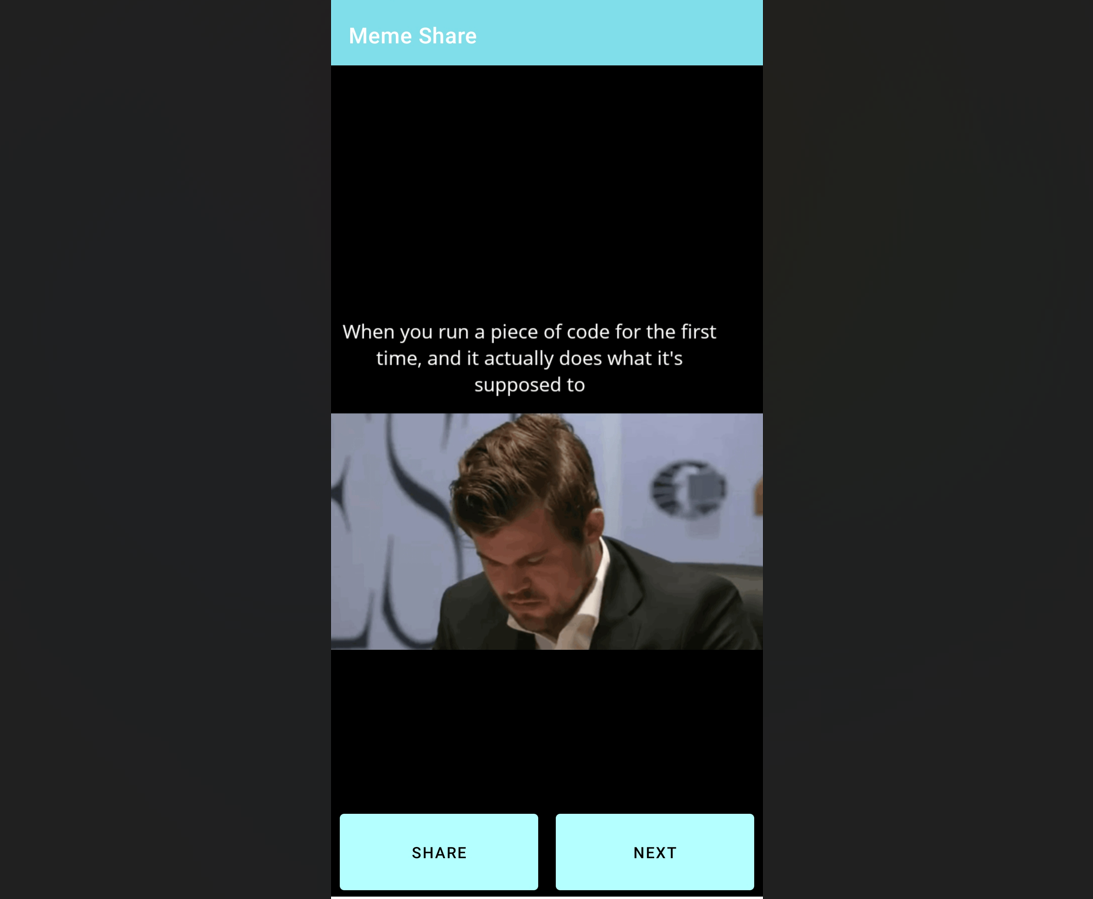 Meme Share
When you run a piece of code for the first
time, and it actually does what it's
supposed to
SHARE
NEXT